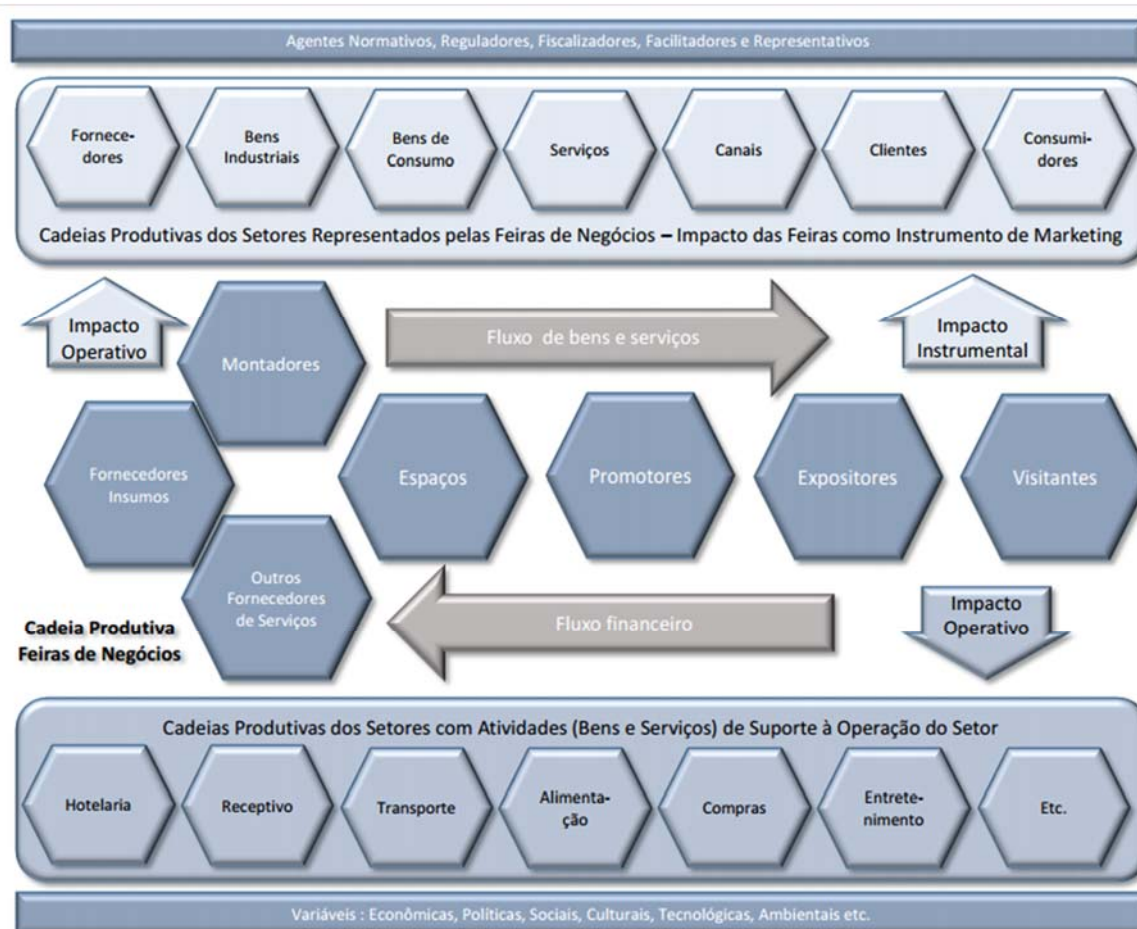 Agentes Normativos, Reguladores, Fiscalizadores, Facilitadores e Representativos
Fornece-
dores
Bens
Industriais
Bens de
Consumo
Serviços
Canais
Clientes
Consumi-
dores
Cadeias Produtivas dos Setores Representados pelas Feiras de Negócios – Impacto das Feiras como Instrumento de Marketing
Impacto
Operativo
Montadores
Fluxo de bens e serviços
Impacto
Instrumental
Fornecedores
Insumos
Espaços
Promotores
Expositores
Visitantes
Outros
Fornecedores
de Serviços
Fluxo financeiro
Impacto
Operativo
Cadeia Produtiva
Feiras de Negócios
Cadeias Produtivas dos Setores com Atividades (Bens e Serviços) de Suporte à Operação do Setor
Hotelaria
Receptivo
Transporte
Alimenta-
ção
Compras
Entrete-
nimento
Etc.
Variáveis : Econômicas, Políticas, Sociais, Culturais, Tecnológicas, Ambientais etc.